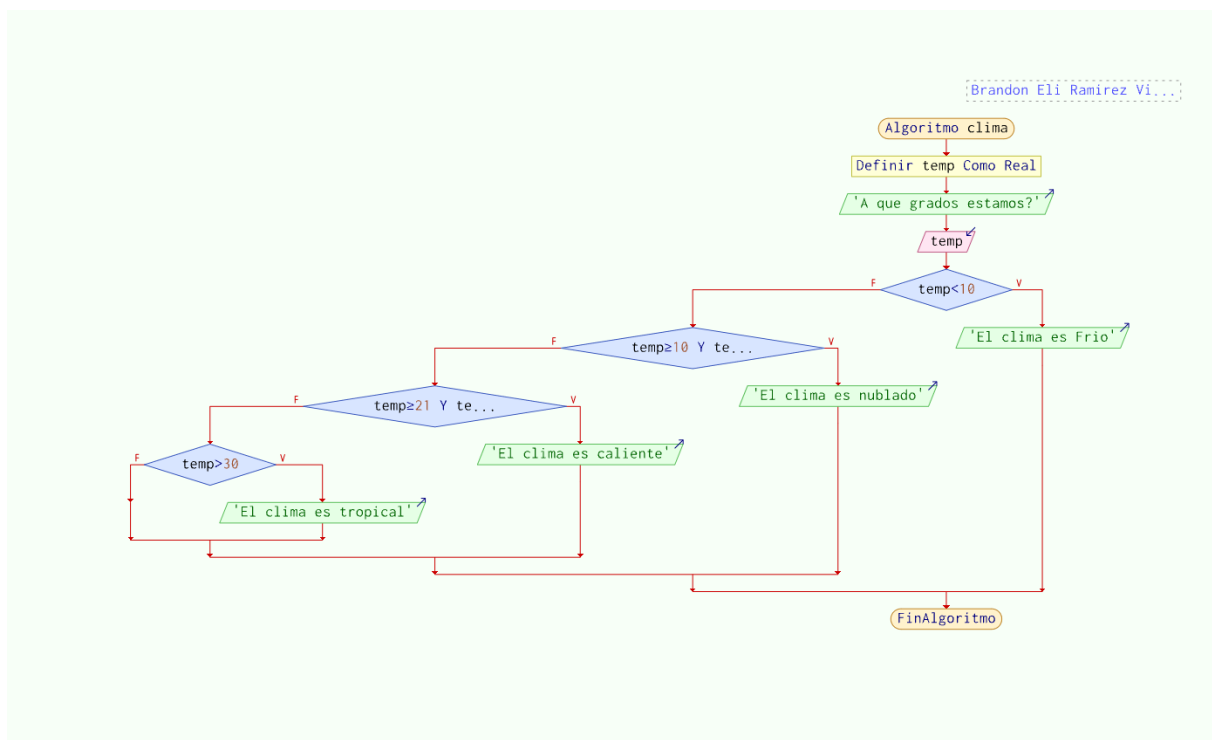 Brandon Eli Ramirez Vi...
Algoritmo clima
Definir temp Como Real
'A que grados estamos?'
temp
F
temp<10
V
'El clima es Frio'
F
temp≥10 Y te...
V
'El clima es nublado'
F
temp≥21 Y te...
V
'El clima es caliente'
F
temp>30
V
'El clima es tropical'
FinAlgoritmo